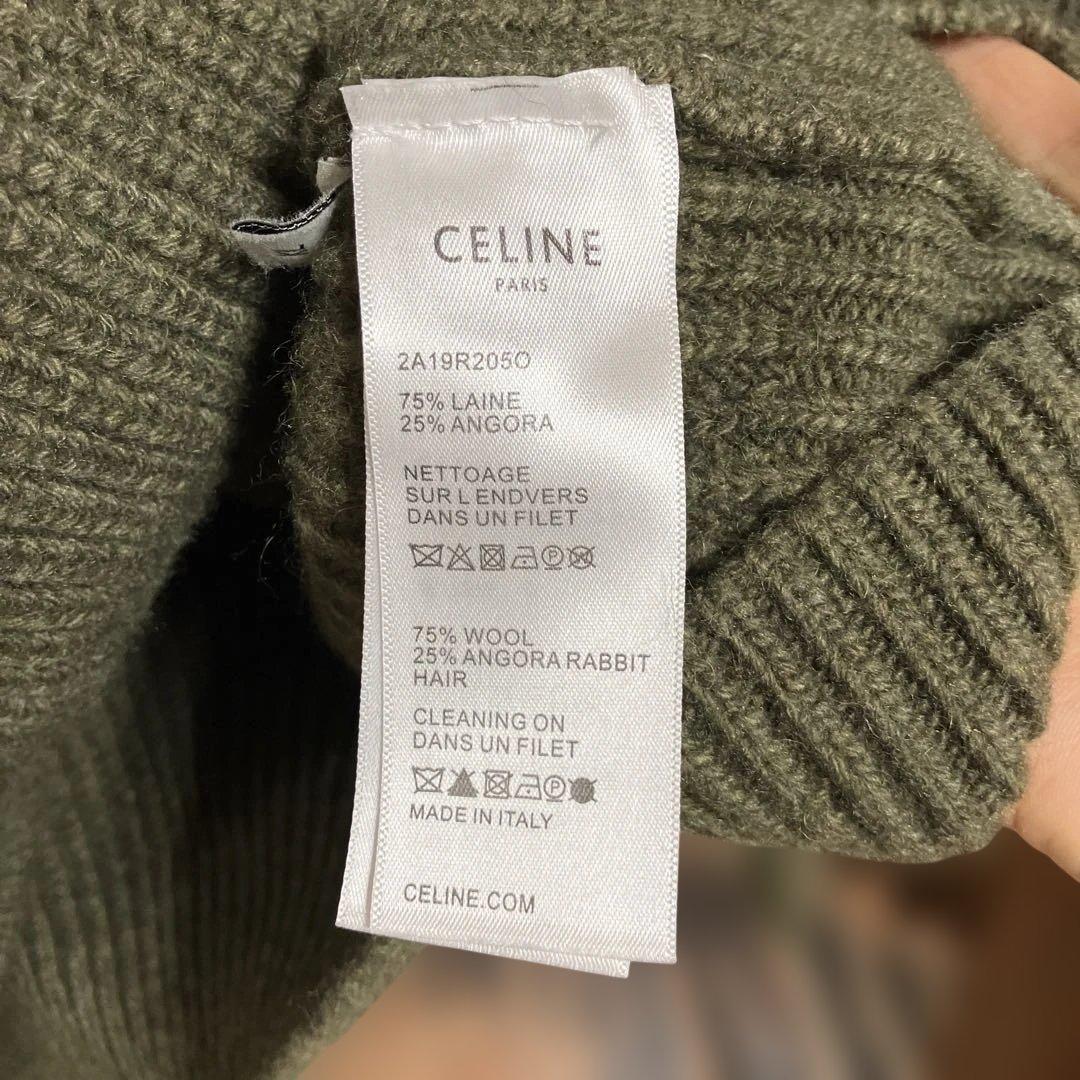 CELINE
PARIS
2A19R205O
75% LAINE
25% ANGORA
NETTOAGE
SUR L ENDVERS
DANS UN FILET
75% WOOL
25% ANGORA RABBIT
HAIR
CLEANING ON
DANS UN FILET
MADE IN ITALY
CELINE.COM